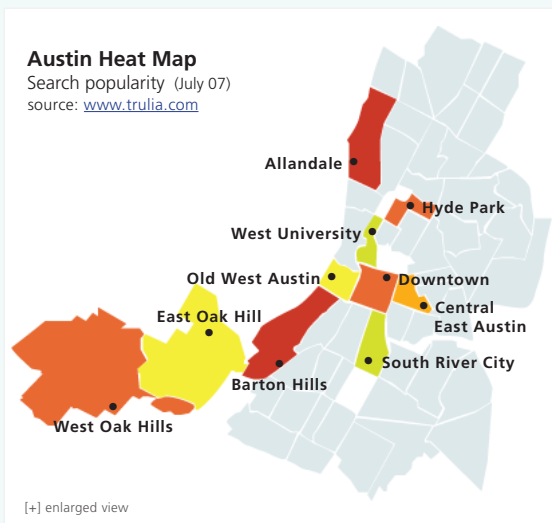 Austin Heat Map
Search popularity (July 07)
source: www.trulia.com
Allandale
Hyde Park
West University
Old West Austin
Downtown
Central
East Austin
East Oak Hill
South River City
Barton Hills
West Oak Hills
[+] enlarged view